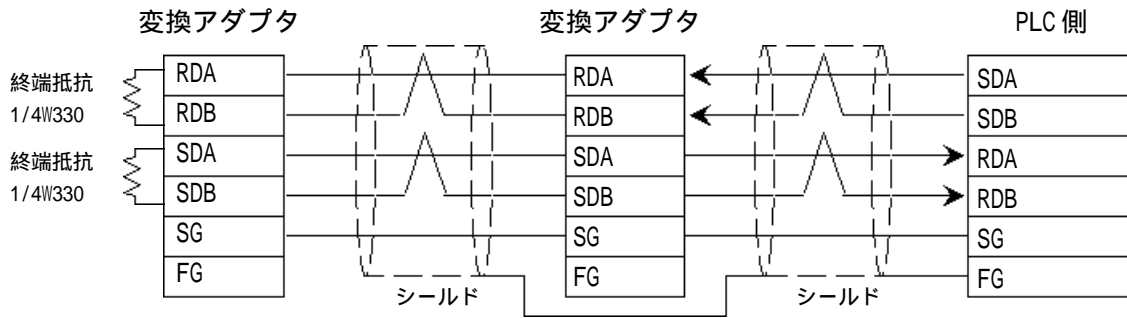 変換アダプタ 変換アダプタ PLC 側
終端抵抗
1/4W330
終端抵抗
1/4W330
RDA RDA SDA
RDB RDB SDB
SDA SDA RDA
SDB SDB RDB
SG SG SG
FG FG FG
シールド シールド